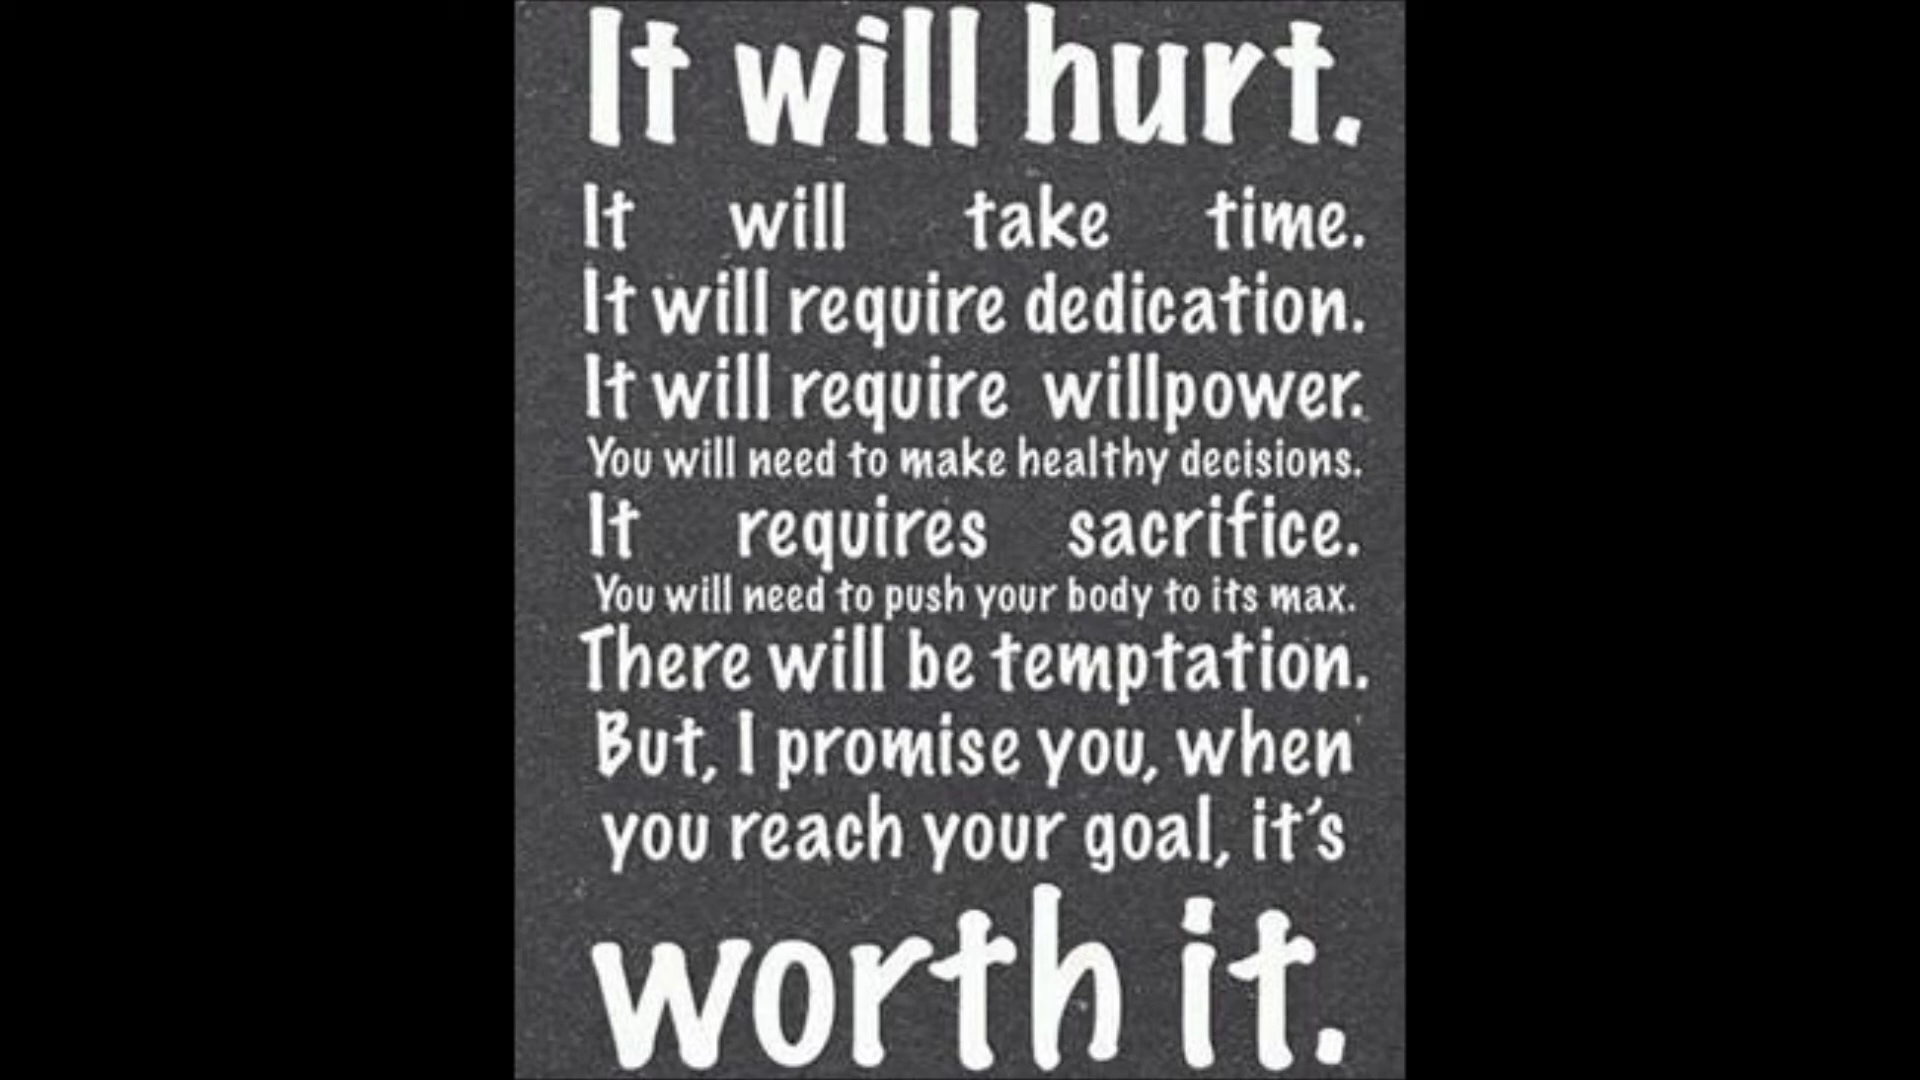 It will hurt.
It will take time.
It will require dedication.
It will require willpower.
You will need to make healthy decisions.
It requires sacrifice.
You will need to push your body to its max.
There will be temptation.
But, I promise you, when
you reach your goal, it's
worth it.